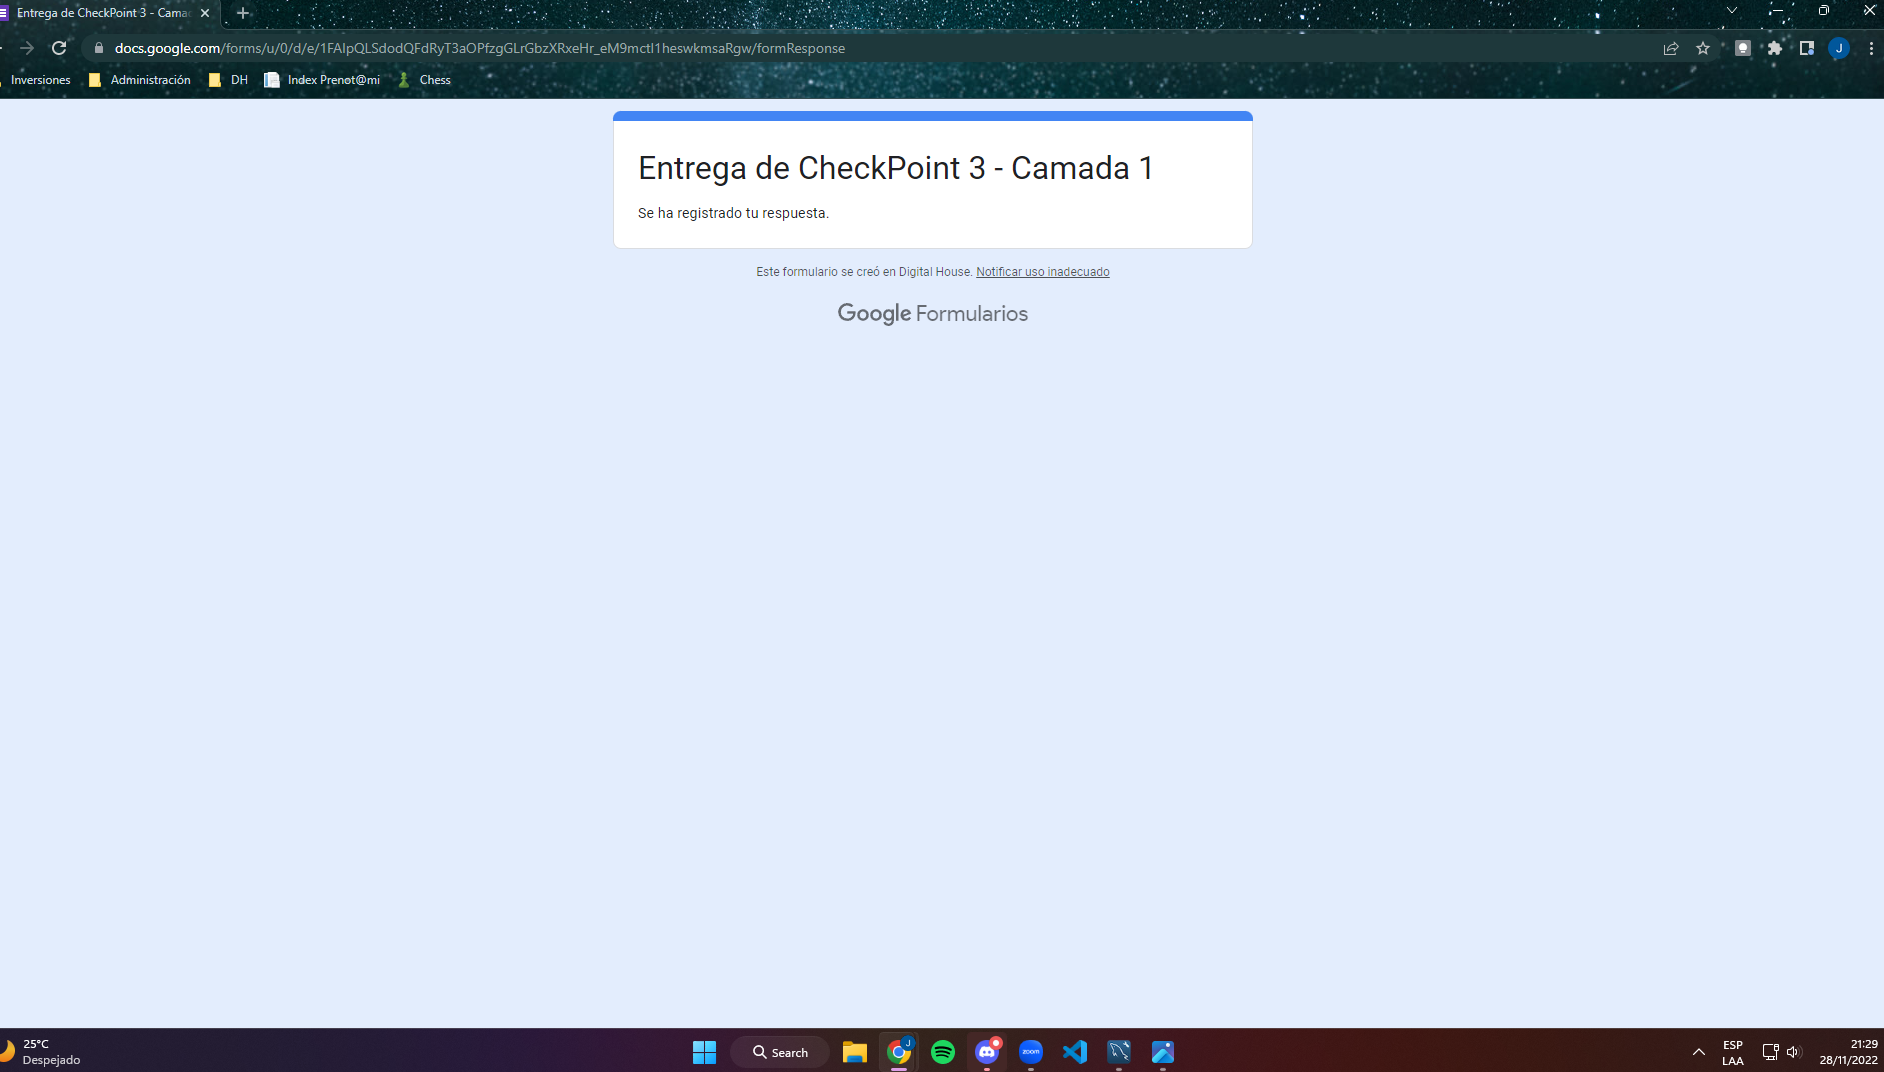 Entrega de CheckPoint 3 - Cama
docs.google.com/forms/u/0/d/e/1FAIpQLSdodQFdRyT3aOPfzgGLrGbzXRxeHr_eM9mctI1heswkmsaRgw/formResponse
J
Inversiones
Administración
DH
Index Prenot@mi
Chess
Entrega de CheckPoint 3 - Camada 1
Se ha registrado tu respuesta.
Este formulario se creó en Digital House. Notificar uso inadecuado
Google Formularios
25°C
Despejado
Search
J
zoom
ESP
LAA
21:29
28/11/2022